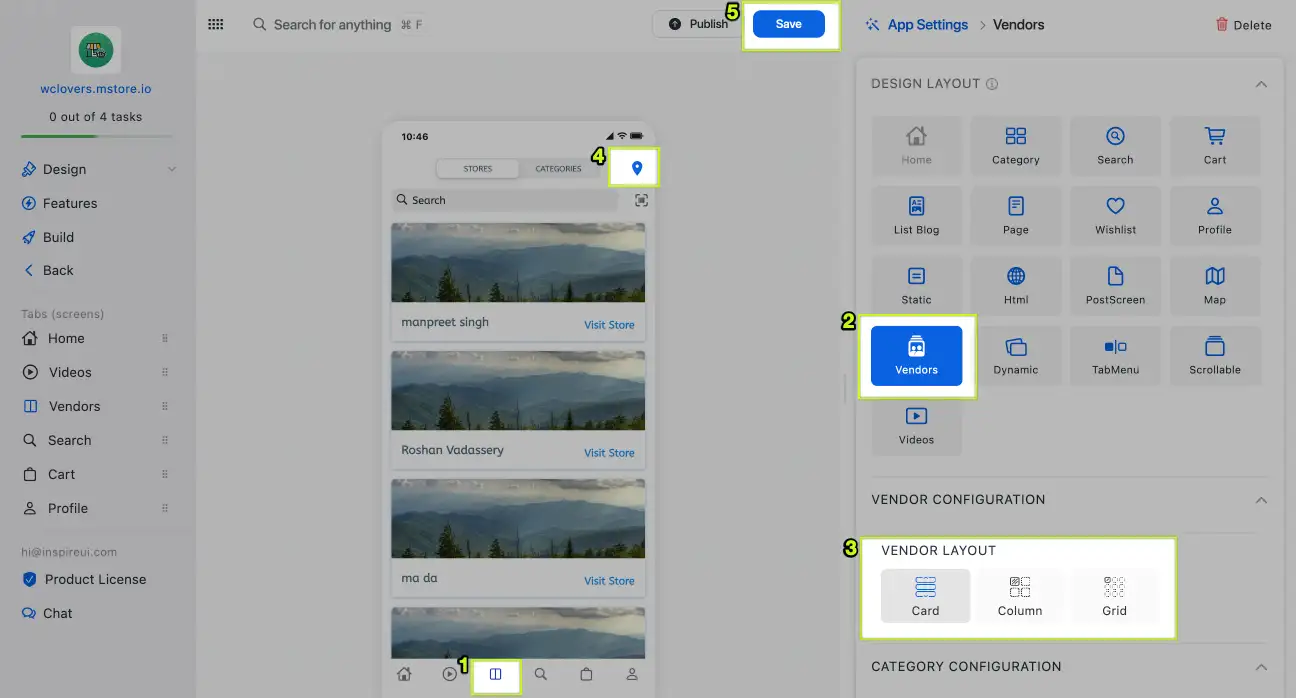 Search for anything ⌘ F
Publish
5
Save
App Settings > Vendors
Delete
wclovers.mstore.io
0 out of 4 tasks
Design
Features
Build
Back
Tabs (screens)
Home
Videos
Vendors
Search
Cart
Profile
hi@inspireui.com
Product License
Chat
10:46
STORES
CATEGORIES
4
Search
manpreet singh
Visit Store
Roshan Vadassery
Visit Store
ma da
Visit Store
1
DESIGN LAYOUT
Home
Category
Search
Cart
List Blog
Page
Wishlist
Profile
Static
Html
PostScreen
Map
2
Vendors
Dynamic
TabMenu
Scrollable
Videos
VENDOR CONFIGURATION
3
VENDOR LAYOUT
Card
Column
Grid
CATEGORY CONFIGURATION